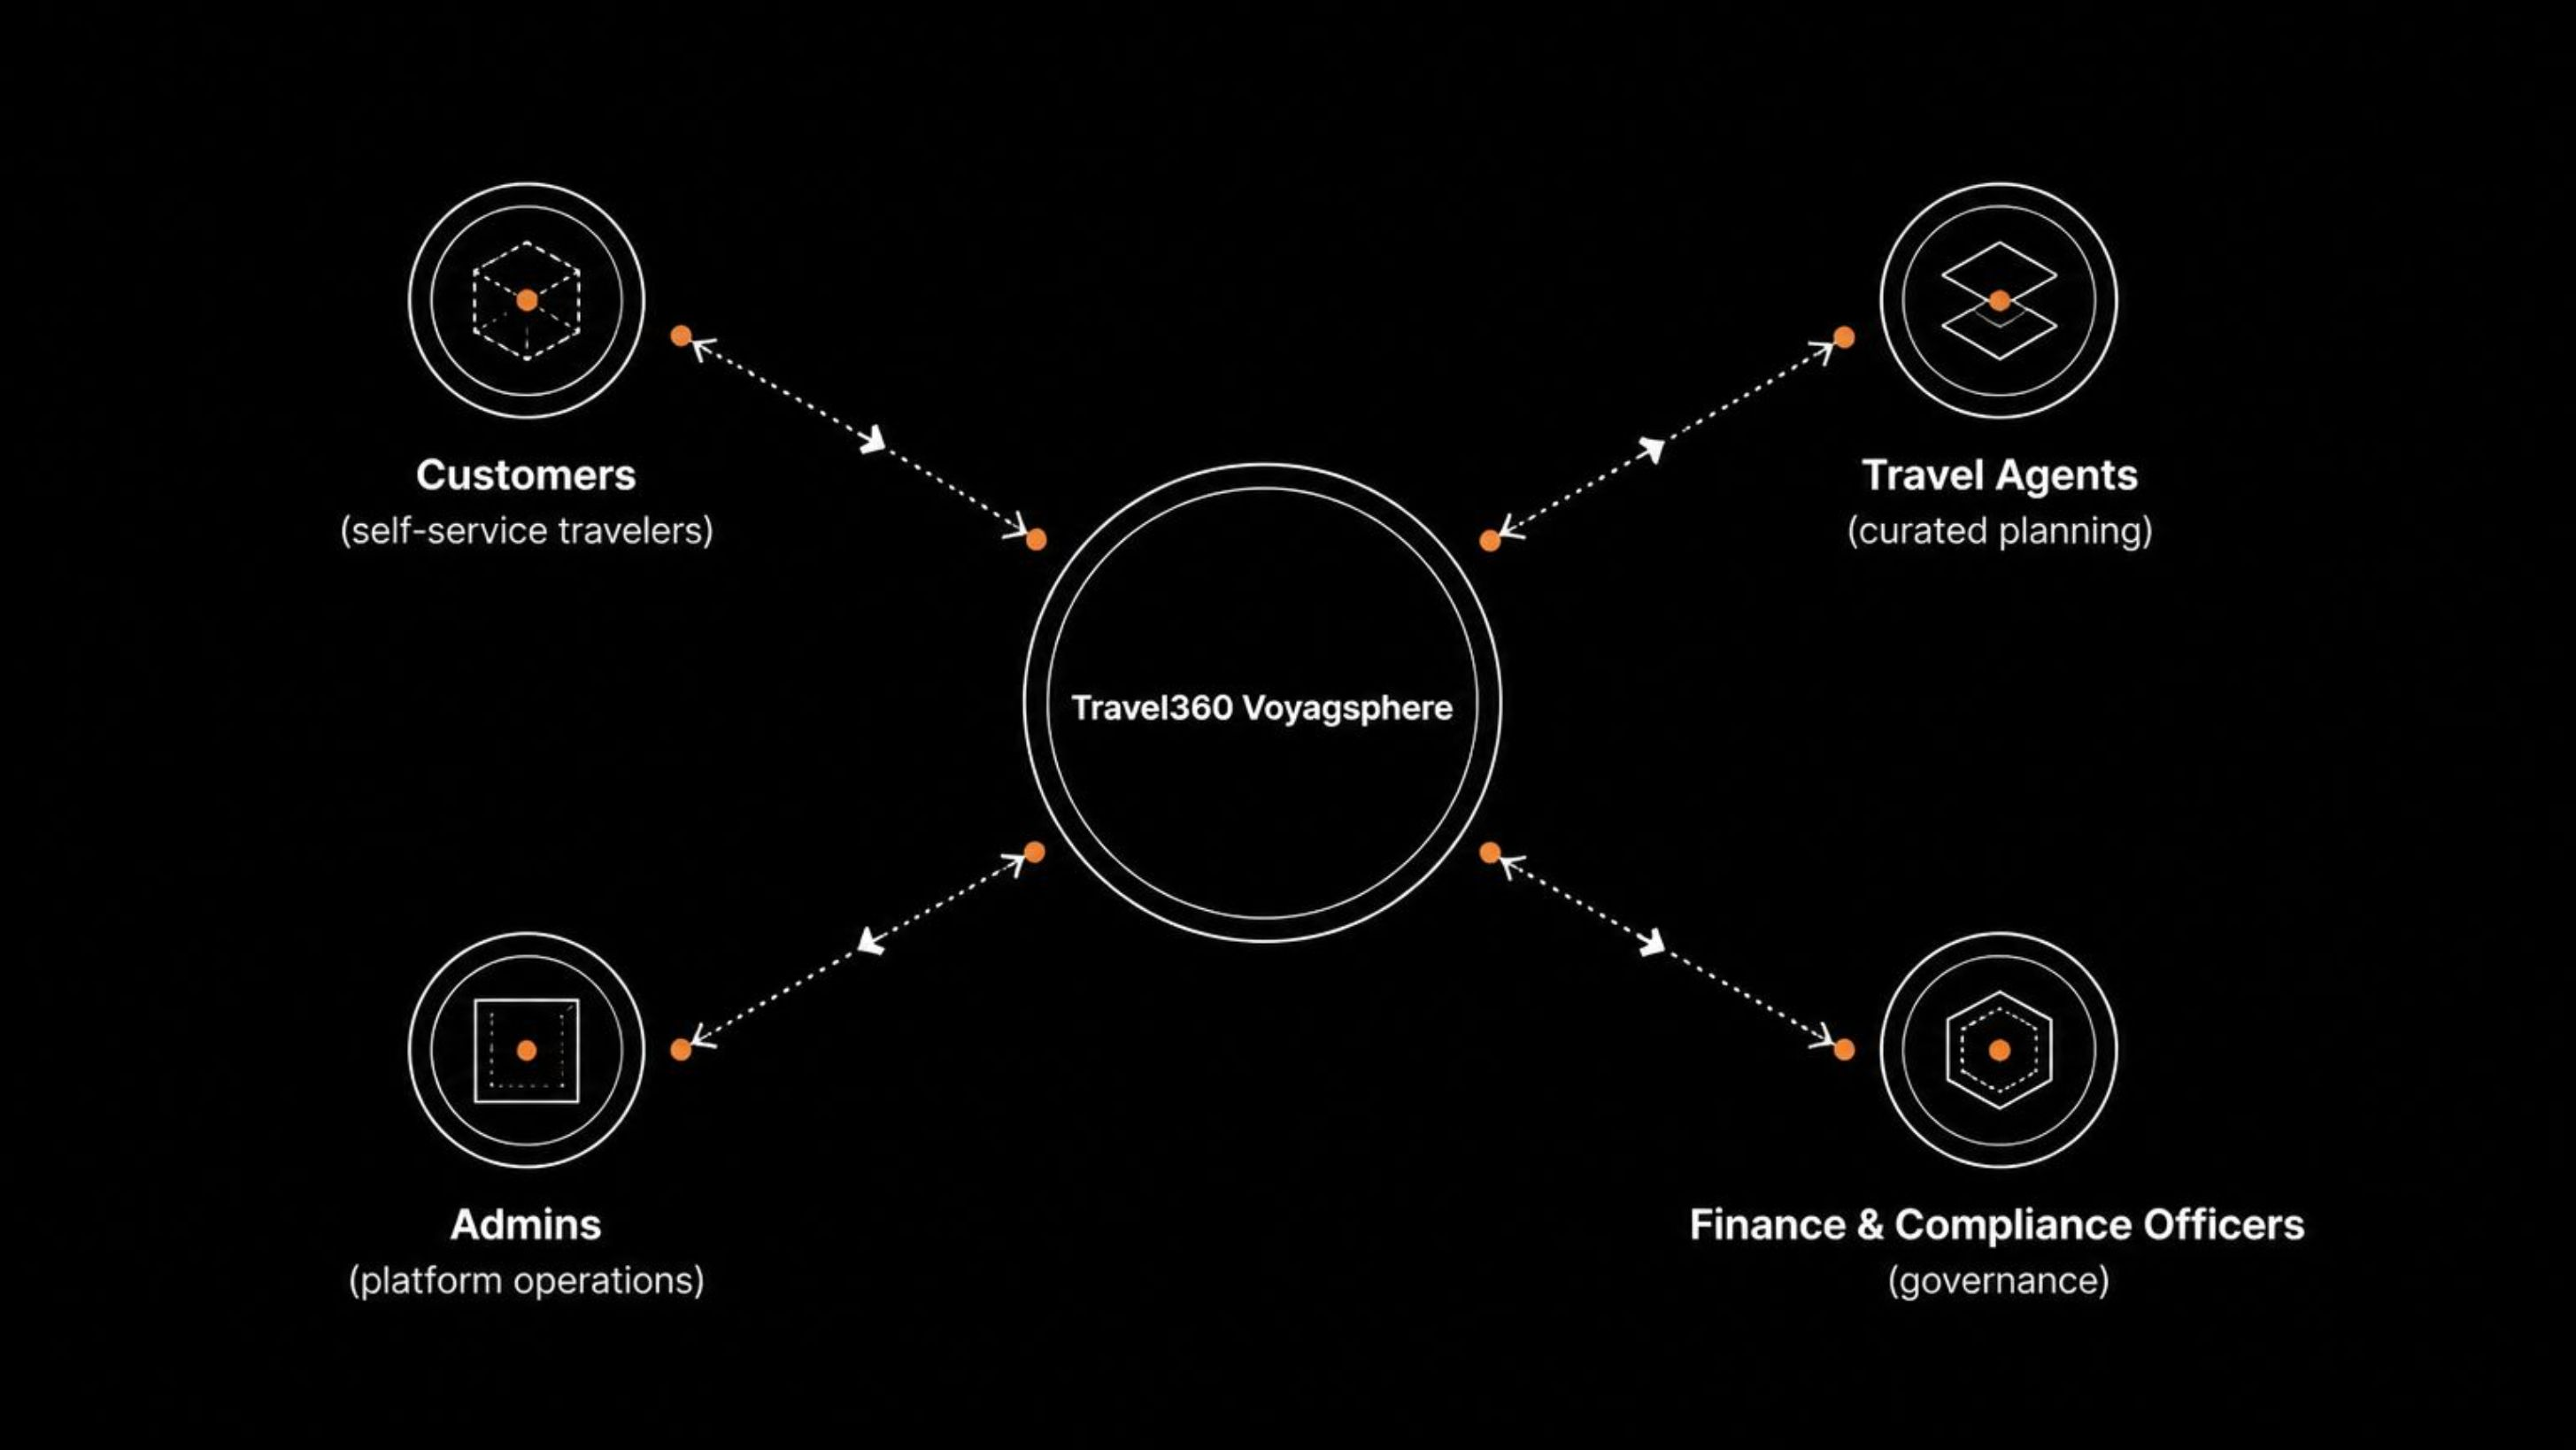 Customers
(self-service travelers)
Travel Agents
(curated planning)
Travel360 Voyagsphere
Admins
(platform operations)
Finance & Compliance Officers
(governance)